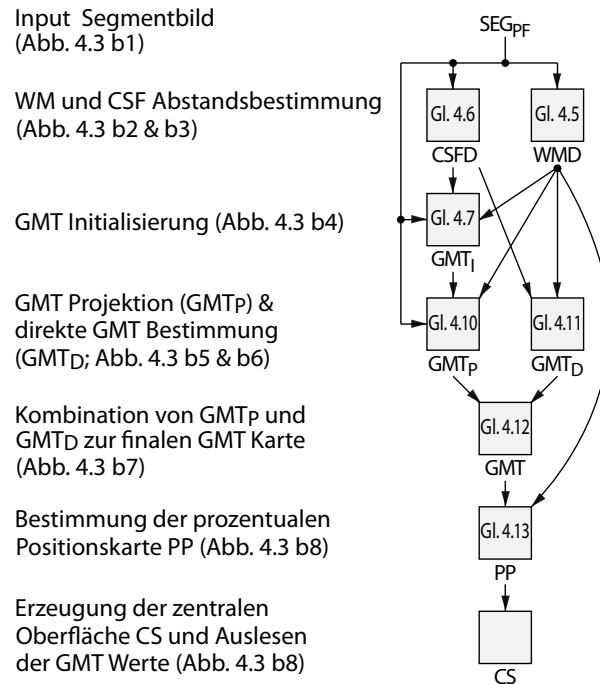 Input Segmentbild
(Abb. 4.3 b1)
SEGPF
WM und CSF Abstandsbestimmung
(Abb. 4.3 b2 & b3)
Gl. 4.6
Gl. 4.5
CSFD
WMD
GMT Initialisierung (Abb. 4.3 b4)
Gl. 4.7
GMTI
GMT Projektion (GMTP) &
direkte GMT Bestimmung
(GMTD; Abb. 4.3 b5 & b6)
Gl. 4.10
Gl. 4.11
GMTP
GMTD
Kombination von GMTP und
GMTD zur finalen GMT Karte
(Abb. 4.3 b7)
Gl. 4.12
GMT
Bestimmung der prozentualen
Positionskarte PP (Abb. 4.3 b8)
Gl. 4.13
PP
Erzeugung der zentralen
Oberfläche CS und Auslesen
der GMT Werte (Abb. 4.3 b8)
CS